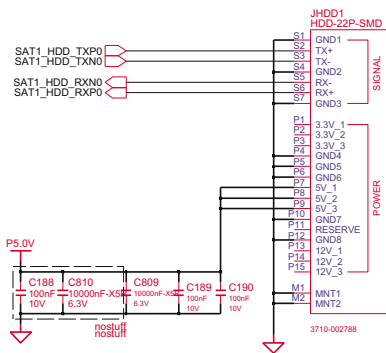 JHDD1
HDD-22P-SMD
SAT1_HDD_TXP0 S1 GND1
SAT1_HDD_TXN0 S2 TX+
S3 TX-
S4 GND2
SAT1_HDD_RXN0 S5 RX-
SAT1_HDD_RXP0 S6 RX+
S7 GND3
SIGNAL
P1 3.3V_1
P2 3.3V_2
P3 3.3V_3
P4 GND4
P5 GND5
P6 GND6
P7 5V_1
P8 5V_2
P9 5V_3
P10 GND7
P11 RESERVE
P12 GND8
P13 12V_1
P14 12V_2
P15 12V_3
POWER
M1 MNT1
M2 MNT2
3710-002788
P5.0V
C188 C810 C809 C189 C190
100nF 10000nF-X5R 10000nF-X5R 100nF 100nF
10V 6.3V 6.3V 10V 10V
nostuff
nostuff